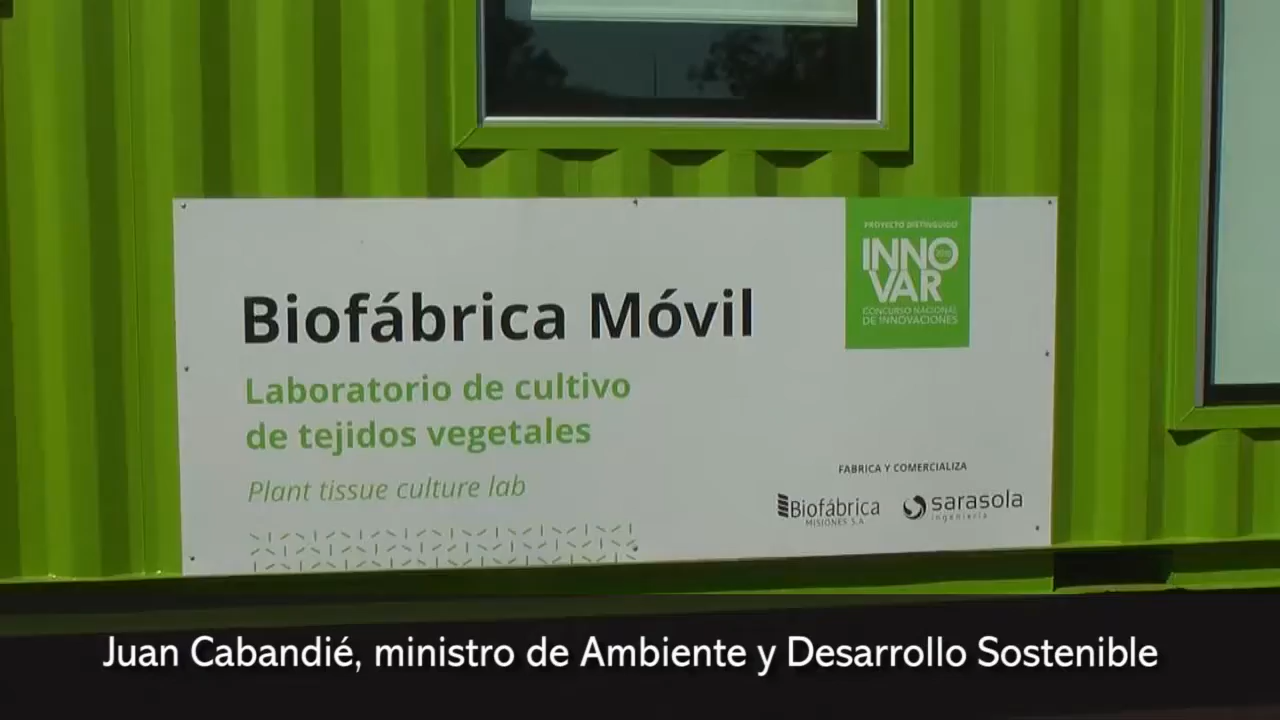 PROYECTO DISTINGUIDO
INNO
VAR
CONCURSO NACIONAL
DE INNOVACIONES
Biofábrica Móvil
Laboratorio de cultivo
de tejidos vegetales
Plant tissue culture lab
FABRICA Y COMERCIALIZA
Biofábrica
MISIONES S.A
sarasola
ingeniería
Juan Cabandié, ministro de Ambiente y Desarrollo Sostenible